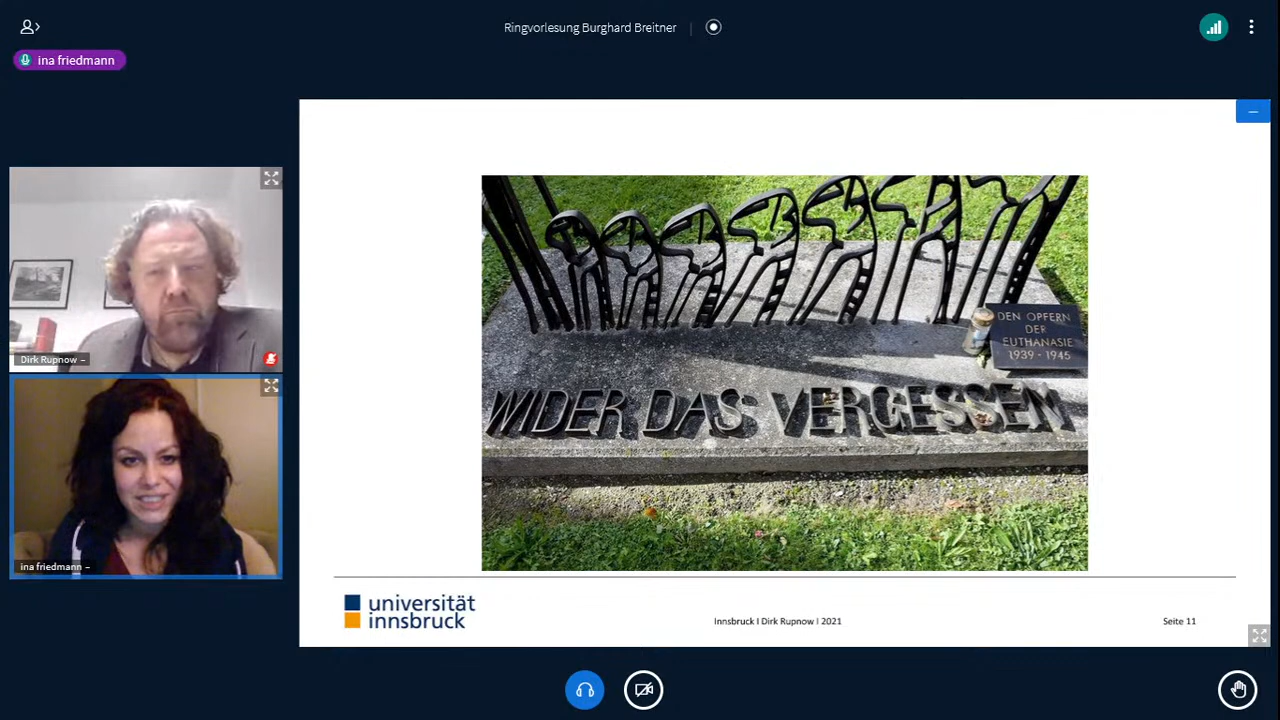 Ringvorlesung Burghard Breitner
ina friedmann
Dirk Rupnow
ina friedmann
DEN OPFERN
DER
EUTHANASIE
1939 - 1945
WIDER DAS VERGESSEN
universität
innsbruck
Innsbruck I Dirk Rupnow I 2021
Seite 11